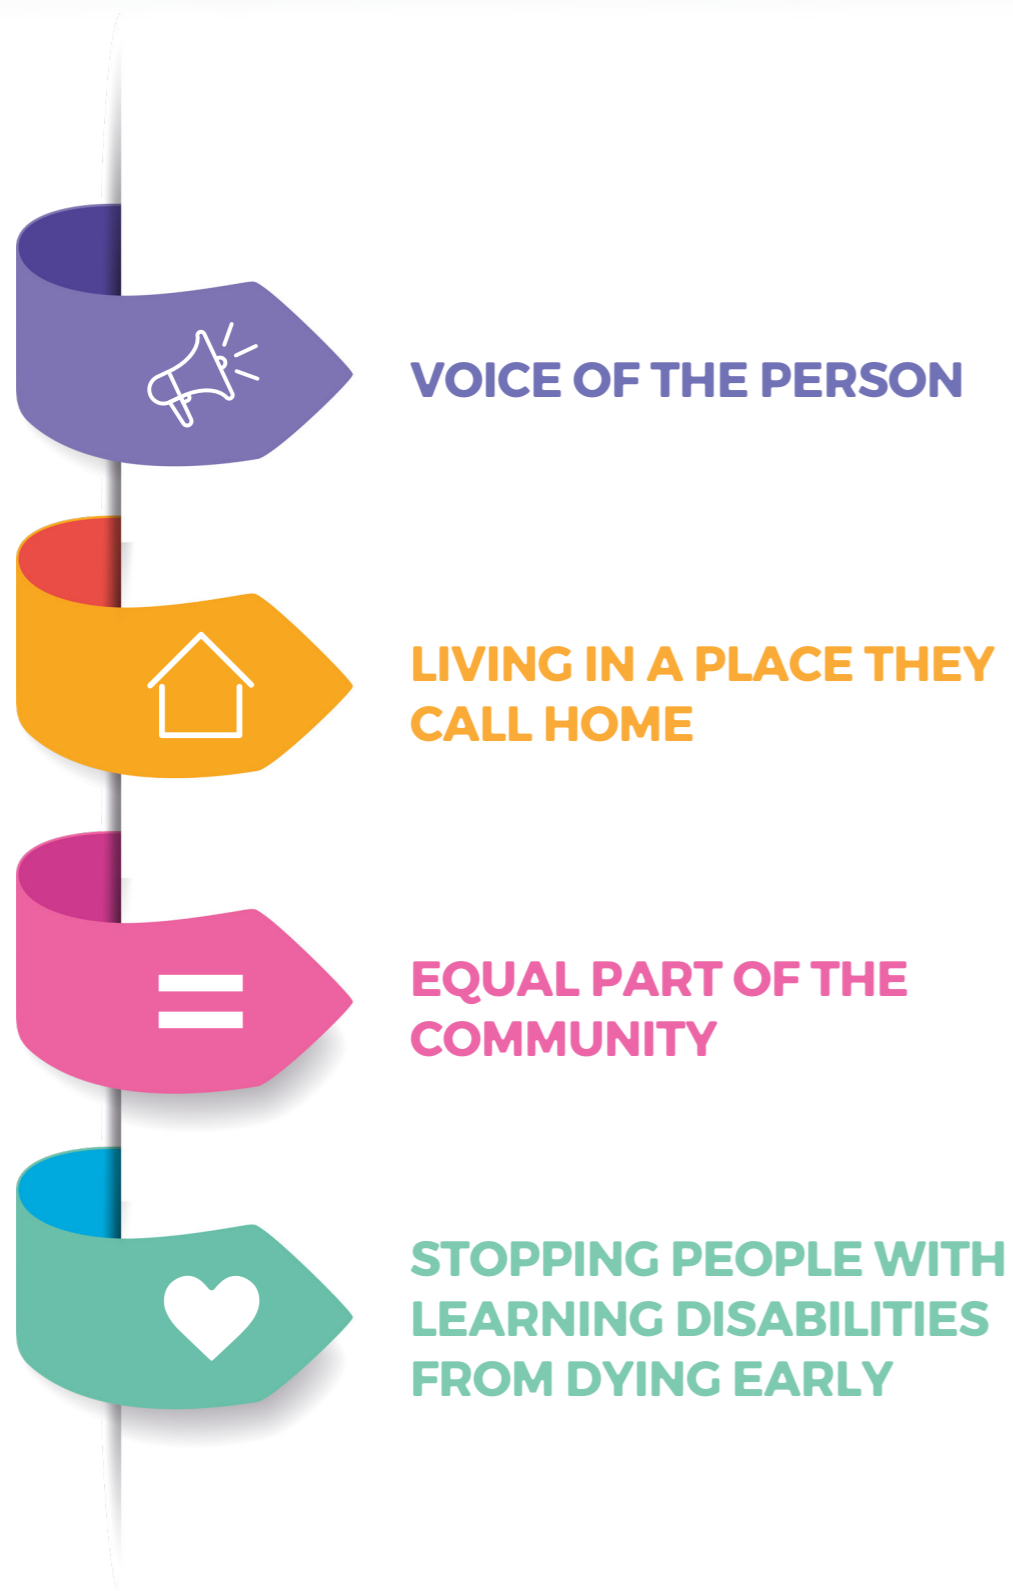 VOICE OF THE PERSON
LIVING IN A PLACE THEY
CALL HOME
EQUAL PART OF THE
COMMUNITY
STOPPING PEOPLE WITH
LEARNING DISABILITIES
FROM DYING EARLY